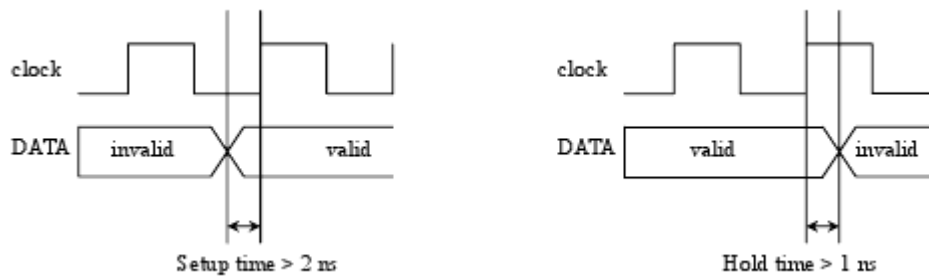 clock
DATA
invalid
valid
Setup time > 2 ns
clock
DATA
valid
invalid
Hold time > 1 ns